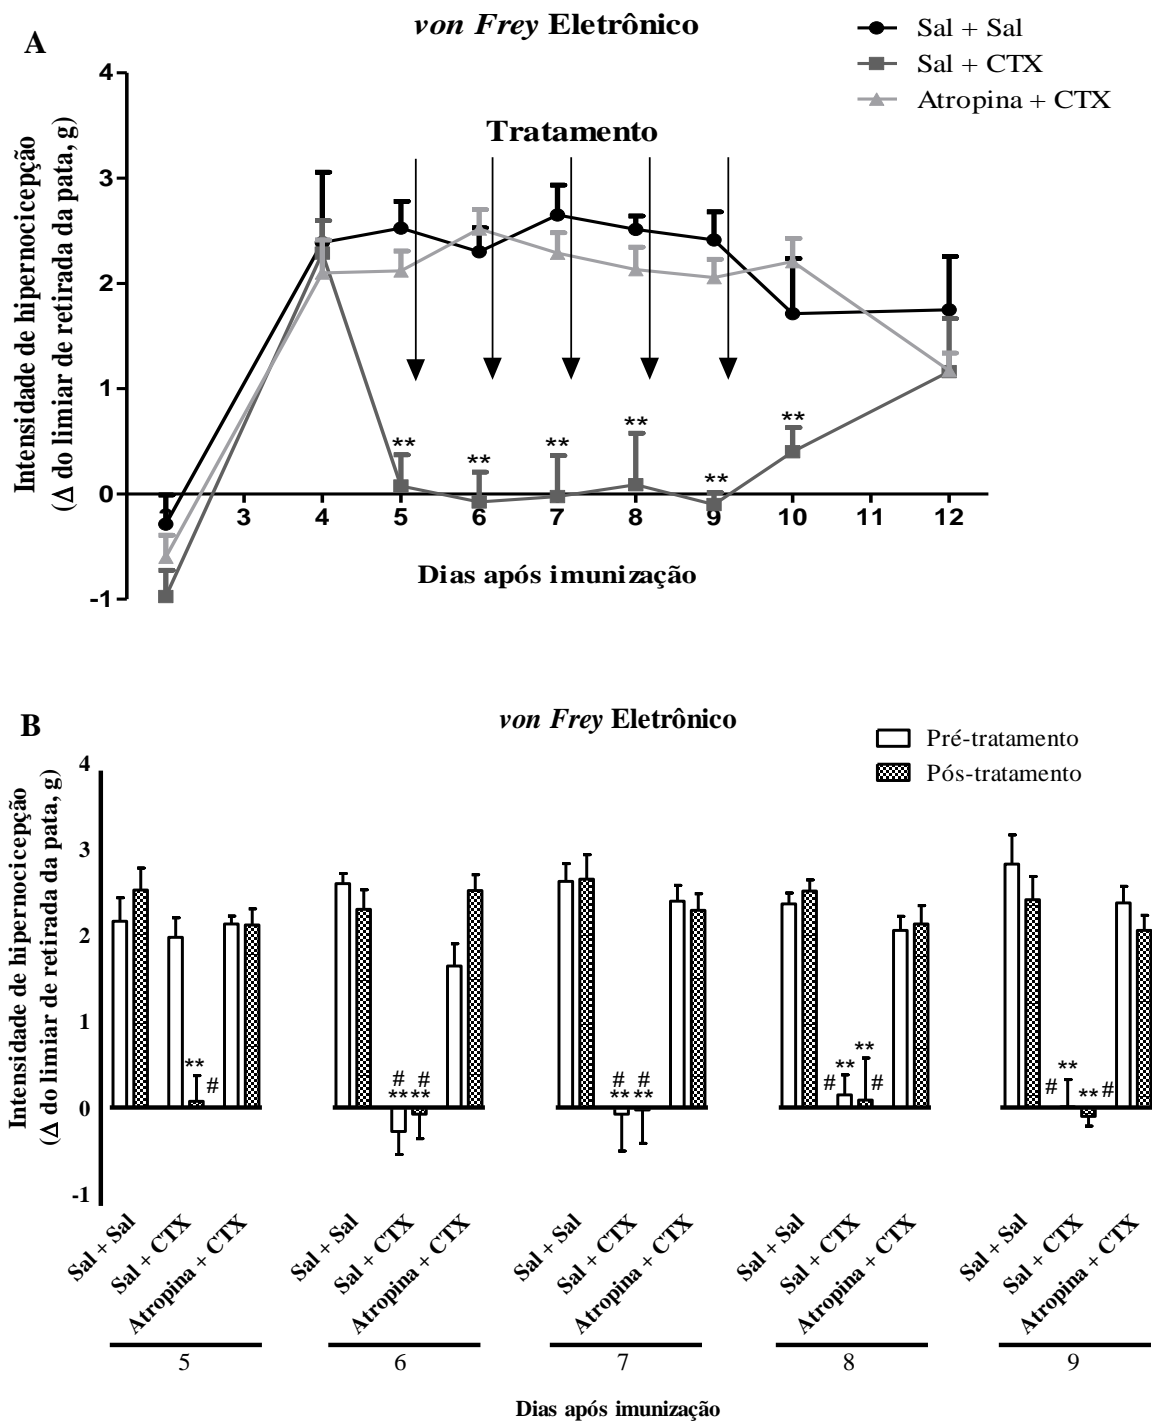 A
von Frey Eletrônico
Sal + Sal
Sal + CTX
Atropina + CTX
Tratamento
Intensidade de hipernocicepção
(Δ do limiar de retirada da pata, g)
4
3
2
1
0
-1
** ** ** ** ** **
2 3 4 5 6 7 8 9 10 11 12
Dias após imunização
B
von Frey Eletrônico
Pré-tratamento
Pós-tratamento
Intensidade de hipernocicepção
(Δ do limiar de retirada da pata, g)
4
3
2
1
0
-1
** #
# #
** **
# #
** **
# ** ** #
# ** ** #
Sal + Sal
Sal + CTX
Atropina + CTX
Sal + Sal
Sal + CTX
Atropina + CTX
Sal + Sal
Sal + CTX
Atropina + CTX
Sal + Sal
Sal + CTX
Atropina + CTX
Sal + Sal
Sal + CTX
Atropina + CTX
5 6 7 8 9
Dias após imunização